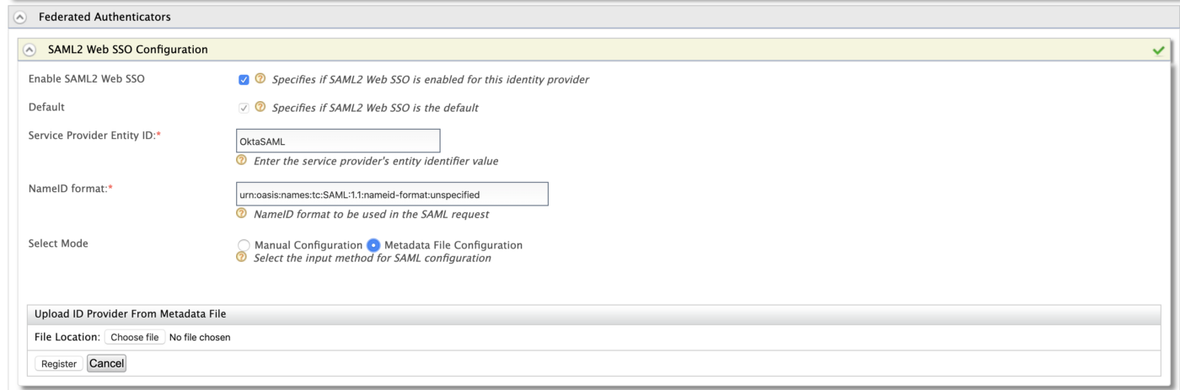 Federated Authenticators
SAML2 Web SSO Configuration
Enable SAML2 Web SSO
Specifies if SAML2 Web SSO is enabled for this identity provider
Default
Specifies if SAML2 Web SSO is the default
Service Provider Entity ID:*
OktaSAML
Enter the service provider's entity identifier value
NameID format:*
urn:oasis:names:tc:SAML:1.1:nameid-format:unspecified
NameID format to be used in the SAML request
Select Mode
Manual Configuration Metadata File Configuration
Select the input method for SAML configuration
Upload ID Provider From Metadata File
File Location: Choose file No file chosen
Register Cancel